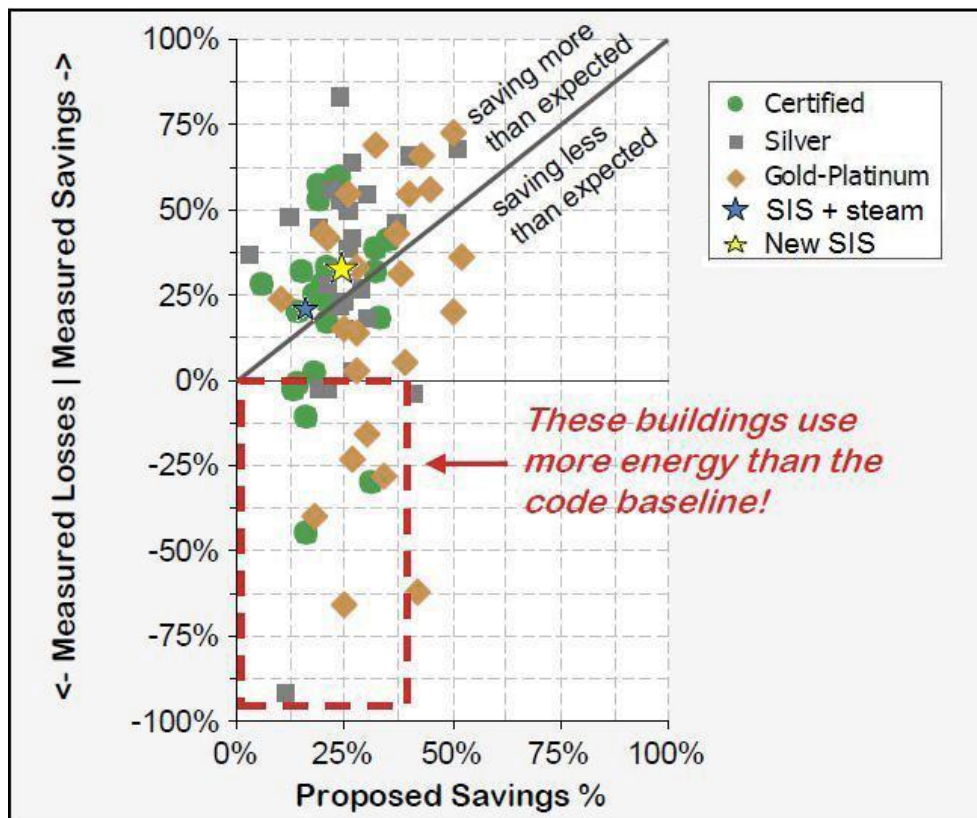 100%
75%
50%
25%
0%
-25%
-50%
-75%
-100%
<- Measured Losses | Measured Savings ->
saving more
than expected
saving less
than expected
Certified
Silver
Gold-Platinum
SIS + steam
New SIS
These buildings use
more energy than the
code baseline!
0%
25%
50%
75%
100%
Proposed Savings %